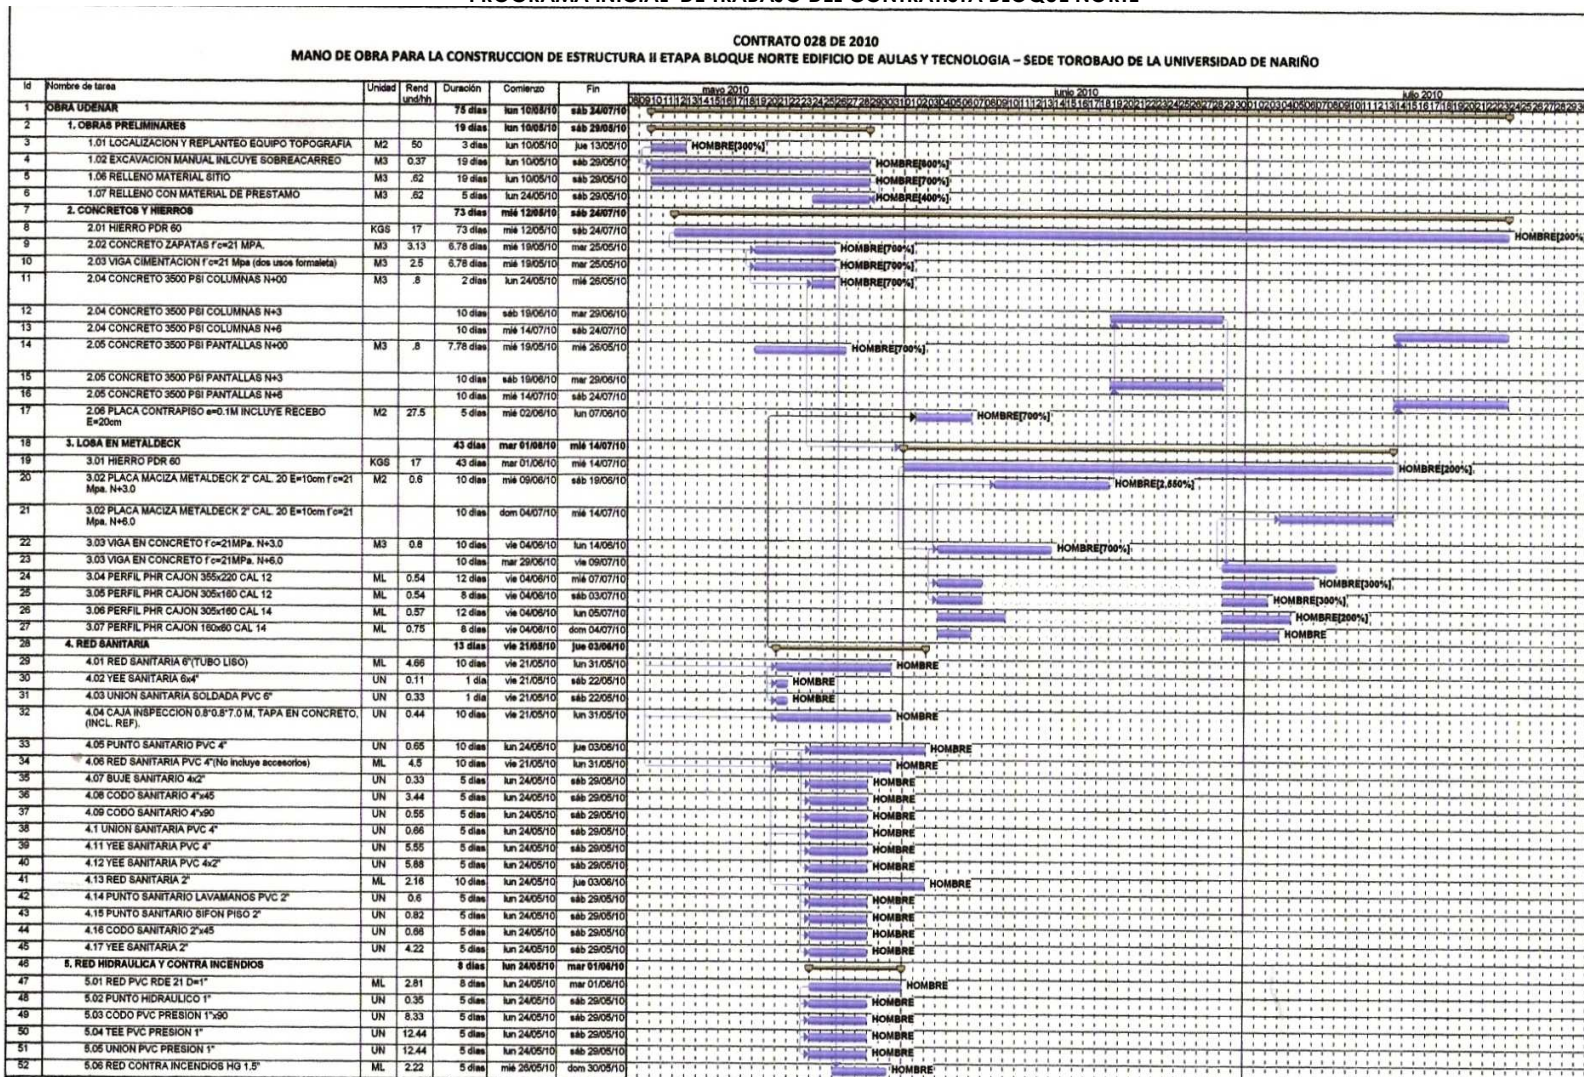 PROGRAMA INICIAL DE TRABAJO DEL CONTRATISTA BLOQUE NORTE
CONTRATO 028 DE 2010
MANO DE OBRA PARA LA CONSTRUCCION DE ESTRUCTURA II ETAPA BLOQUE NORTE EDIFICIO DE AULAS Y TECNOLOGIA – SEDE TOROBAJO DE LA UNIVERSIDAD DE NARIÑO
Id Nombre de tarea Unidad Rend und/hh Duración Comienzo Fin mayo 2010 junio 2010 julio 2010
1 OBRA UDENAR 75 días lun 10/05/10 sáb 24/07/10
2 1. OBRAS PRELIMINARES 19 días lun 10/05/10 sáb 29/05/10
3 1.01 LOCALIZACION Y REPLANTEO EQUIPO TOPOGRAFIA M2 50 3 días lun 10/05/10 jue 13/05/10 HOMBRE[300%]
4 1.02 EXCAVACION MANUAL INLCUYE SOBREACARREO M3 0.37 19 días lun 10/05/10 sáb 29/05/10 HOMBRE[600%]
5 1.06 RELLENO MATERIAL SITIO M3 .62 19 días lun 10/05/10 sáb 29/05/10 HOMBRE[700%]
6 1.07 RELLENO CON MATERIAL DE PRESTAMO M3 .62 5 días lun 24/05/10 sáb 29/05/10 HOMBRE[400%]
7 2. CONCRETOS Y HIERROS 73 días mié 12/05/10 sáb 24/07/10
8 2.01 HIERRO PDR 60 KGS 17 73 días mié 12/05/10 sáb 24/07/10 HOMBRE[200%]
9 2.02 CONCRETO ZAPATAS f'c=21 MPA. M3 3.13 6.78 días mié 19/05/10 mar 25/05/10 HOMBRE[700%]
10 2.03 VIGA CIMENTACION f'c=21 Mpa (dos usos formaleta) M3 2.5 6.78 días mié 19/05/10 mar 25/05/10 HOMBRE[700%]
11 2.04 CONCRETO 3500 PSI COLUMNAS N+00 M3 .8 2 días lun 24/05/10 mié 26/05/10 HOMBRE[700%]
12 2.04 CONCRETO 3500 PSI COLUMNAS N+3 10 días sáb 19/06/10 mar 29/06/10
13 2.04 CONCRETO 3500 PSI COLUMNAS N+6 10 días mié 14/07/10 sáb 24/07/10
14 2.05 CONCRETO 3500 PSI PANTALLAS N+00 M3 .8 7.78 días mié 19/05/10 mié 26/05/10 HOMBRE[700%]
15 2.05 CONCRETO 3500 PSI PANTALLAS N+3 10 días sáb 19/06/10 mar 29/06/10
16 2.05 CONCRETO 3500 PSI PANTALLAS N+6 10 días mié 14/07/10 sáb 24/07/10
17 2.06 PLACA CONTRAPISO e=0.1M INCLUYE RECEBO E=20cm M2 27.5 5 días mié 02/06/10 lun 07/06/10 HOMBRE[700%]
18 3. LOSA EN METALDECK 43 días mar 01/06/10 mié 14/07/10
19 3.01 HIERRO PDR 60 KGS 17 43 días mar 01/06/10 mié 14/07/10 HOMBRE[200%]
20 3.02 PLACA MACIZA METALDECK 2" CAL. 20 E=10cm f'c=21 Mpa. N+3.0 M2 0.6 10 días mié 09/06/10 sáb 19/06/10 HOMBRE[2,550%]
21 3.02 PLACA MACIZA METALDECK 2" CAL. 20 E=10cm f'c=21 Mpa. N+6.0 10 días dom 04/07/10 mié 14/07/10
22 3.03 VIGA EN CONCRETO f'c=21MPa. N+3.0 M3 0.8 10 días vie 04/06/10 lun 14/06/10 HOMBRE[700%]
23 3.03 VIGA EN CONCRETO f'c=21MPa. N+6.0 10 días mar 29/06/10 vie 09/07/10
24 3.04 PERFIL PHR CAJON 355x220 CAL 12 ML 0.54 12 días vie 04/06/10 mié 07/07/10 HOMBRE[300%]
25 3.05 PERFIL PHR CAJON 305x160 CAL 12 ML 0.54 8 días vie 04/06/10 sáb 03/07/10 HOMBRE[300%]
26 3.06 PERFIL PHR CAJON 305x160 CAL 14 ML 0.57 12 días vie 04/06/10 lun 05/07/10 HOMBRE[200%]
27 3.07 PERFIL PHR CAJON 160x60 CAL 14 ML 0.75 8 días vie 04/06/10 dom 04/07/10 HOMBRE
28 4. RED SANITARIA 13 días vie 21/05/10 jue 03/06/10
29 4.01 RED SANITARIA 6"(TUBO LISO) ML 4.66 10 días vie 21/05/10 lun 31/05/10 HOMBRE
30 4.02 YEE SANITARIA 6x4" UN 0.11 1 día vie 21/05/10 sáb 22/05/10 HOMBRE
31 4.03 UNION SANITARIA SOLDADA PVC 6" UN 0.33 1 día vie 21/05/10 sáb 22/05/10 HOMBRE
32 4.04 CAJA INSPECCION 0.8*0.8*7.0 M, TAPA EN CONCRETO. (INCL. REF). UN 0.44 10 días vie 21/05/10 lun 31/05/10 HOMBRE
33 4.05 PUNTO SANITARIO PVC 4" UN 0.65 10 días lun 24/05/10 jue 03/06/10 HOMBRE
34 4.06 RED SANITARIA PVC 4"(No incluye accesorios) ML 4.5 10 días vie 21/05/10 lun 31/05/10 HOMBRE
35 4.07 BUJE SANITARIO 4x2" UN 0.33 5 días lun 24/05/10 sáb 29/05/10 HOMBRE
36 4.08 CODO SANITARIO 4"x45 UN 3.44 5 días lun 24/05/10 sáb 29/05/10 HOMBRE
37 4.09 CODO SANITARIO 4"x90 UN 0.55 5 días lun 24/05/10 sáb 29/05/10 HOMBRE
38 4.1 UNION SANITARIA PVC 4" UN 0.66 5 días lun 24/05/10 sáb 29/05/10 HOMBRE
39 4.11 YEE SANITARIA PVC 4" UN 5.55 5 días lun 24/05/10 sáb 29/05/10 HOMBRE
40 4.12 YEE SANITARIA PVC 4x2" UN 5.88 5 días lun 24/05/10 sáb 29/05/10 HOMBRE
41 4.13 RED SANITARIA 2" ML 2.16 10 días lun 24/05/10 jue 03/06/10 HOMBRE
42 4.14 PUNTO SANITARIO LAVAMANOS PVC 2" UN 0.6 5 días lun 24/05/10 sáb 29/05/10 HOMBRE
43 4.15 PUNTO SANITARIO SIFON PISO 2" UN 0.82 5 días lun 24/05/10 sáb 29/05/10 HOMBRE
44 4.16 CODO SANITARIO 2"x45 UN 0.66 5 días lun 24/05/10 sáb 29/05/10 HOMBRE
45 4.17 YEE SANITARIA 2" UN 4.22 5 días lun 24/05/10 sáb 29/05/10 HOMBRE
46 5. RED HIDRAULICA Y CONTRA INCENDIOS 8 días lun 24/05/10 mar 01/06/10
47 5.01 RED PVC RDE 21 D=1" ML 2.81 8 días lun 24/05/10 mar 01/06/10 HOMBRE
48 5.02 PUNTO HIDRAULICO 1" UN 0.35 5 días lun 24/05/10 sáb 29/05/10 HOMBRE
49 5.03 CODO PVC PRESION 1"x90 UN 8.33 5 días lun 24/05/10 sáb 29/05/10 HOMBRE
50 5.04 TEE PVC PRESION 1" UN 12.44 5 días lun 24/05/10 sáb 29/05/10 HOMBRE
51 5.05 UNION PVC PRESION 1" UN 12.44 5 días lun 24/05/10 sáb 29/05/10 HOMBRE
52 5.06 RED CONTRA INCENDIOS HG 1.5" ML 2.22 5 días mié 26/05/10 dom 30/05/10 HOMBRE